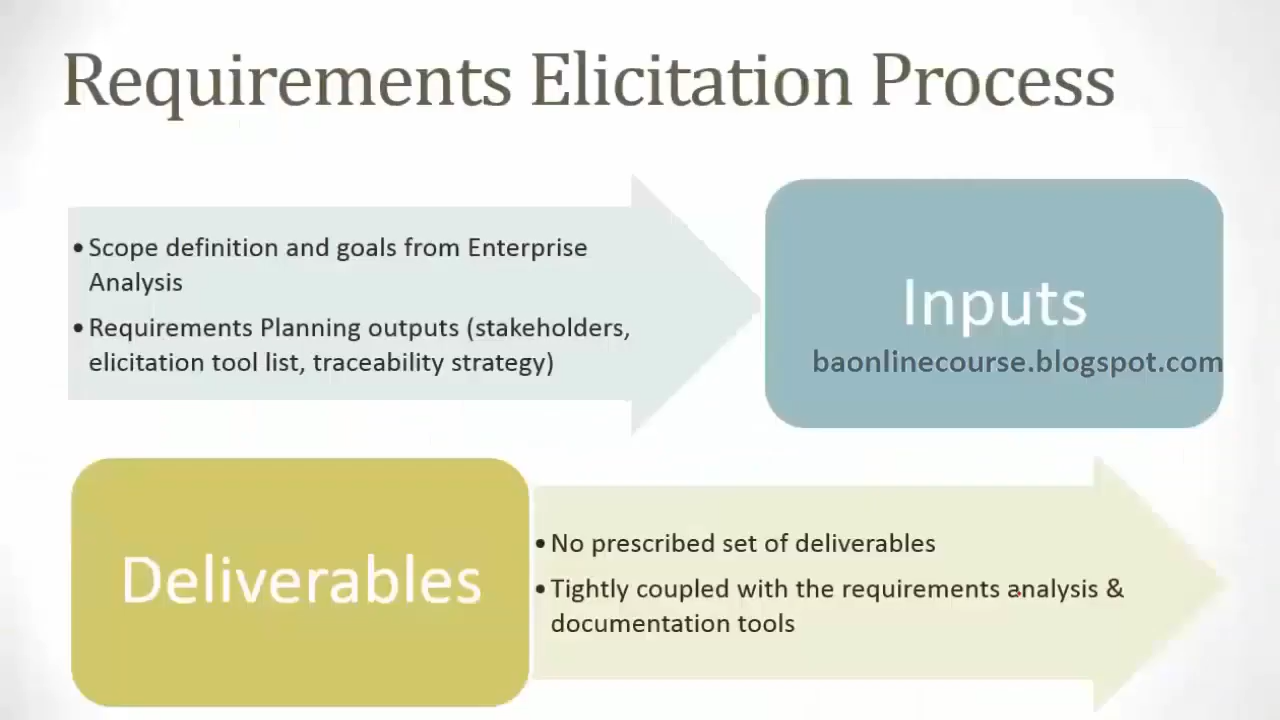 Requirements Elicitation Process
• Scope definition and goals from Enterprise
Analysis
• Requirements Planning outputs (stakeholders,
elicitation tool list, traceability strategy)
Inputs
baonlinecourse.blogspot.com
Deliverables
• No prescribed set of deliverables
• Tightly coupled with the requirements analysis &
documentation tools